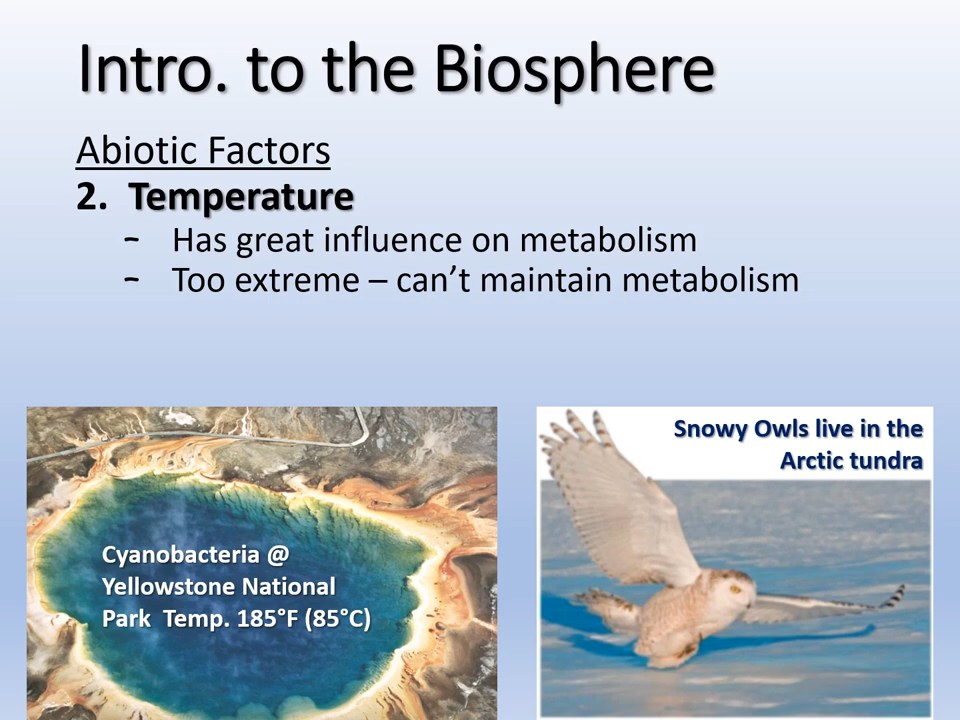 Intro. to the Biosphere
Abiotic Factors
2. Temperature
– Has great influence on metabolism
– Too extreme – can’t maintain metabolism
Cyanobacteria @
Yellowstone National
Park Temp. 185°F (85°C)
Snowy Owls live in the
Arctic tundra